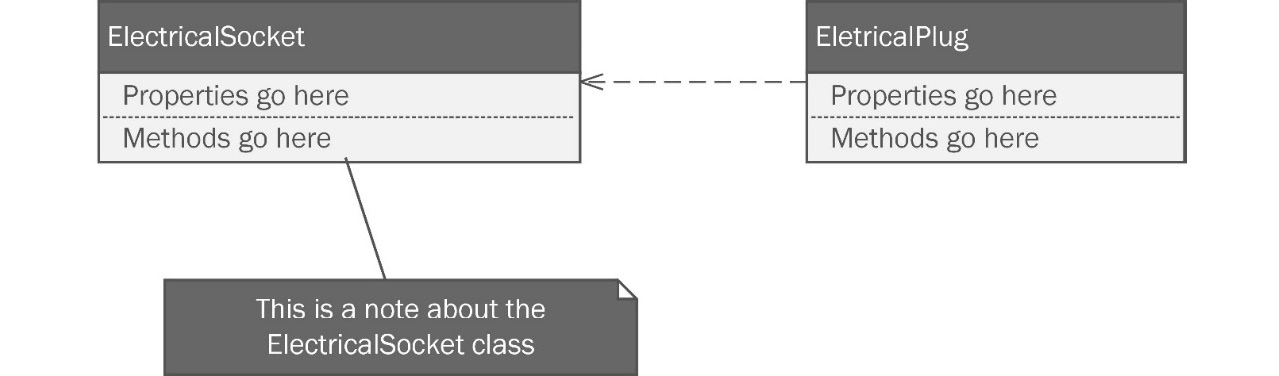 ElectricalSocket
Properties go here
Methods go here
EletricalPlug
Properties go here
Methods go here
This is a note about the
ElectricalSocket class